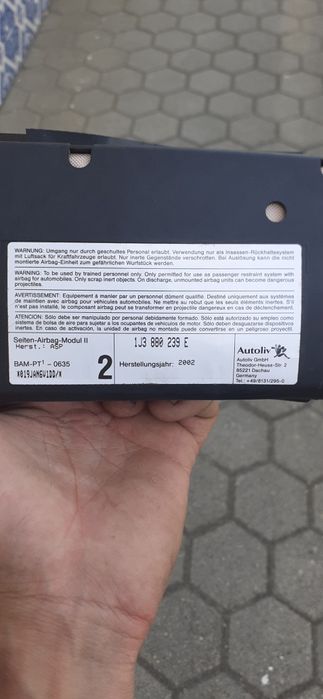 WARNUNG: Umgang nur durch geschultes Personal erlaubt. Verwendung nur als Insassen-Rückhaltesystem
mit Luftsack für Kraftfahrzeuge erlaubt. Nur inerte Gegenstände verschrotten. Bei Auslösung kann die nicht
montierte Airbag-Einheit zum gefährlichen Wurfstück werden.
WARNING: To be used by trained personnel only. Only permitted for use as passenger restraint system with
airbag for automobiles. Only scrap inert objects. On discharge, unmounted airbag units can become dangerous
projectiles.
AVERTISSEMENT: Equipement à manier par un personnel dûment qualifié. Destiné uniquement aux systèmes
de maintien avec airbag pour véhicules automobiles. Ne mettre au rebut que les seuls éléments inertes. S'il
n'est pas installé, le composant airbag peut se transformer en projectile dangereux en cas de déclenchement.
ATENCION: Sólo debe ser manipulado por personal debidamente formado. Sólo está autorizado su empleo como
sistema de bolsa de aire para sujetar a los ocupantes de vehículos de motor. Sólo deben desguazarse dispositivos
inertes. En caso de activación, la unidad de airbag no montada puede convertirse en un peligroso proyectil.
Seiten-Airbag-Modul II
Herst.: ASP
1J3 880 239 E
BAM-PT¹ - 0635
2
Herstellungsjahr: 2002
Autoliv
Autoliv GmbH
Theodor-Heuss-Str. 2
85221 Dachau
Germany
Tel.: +49/8131/295-0